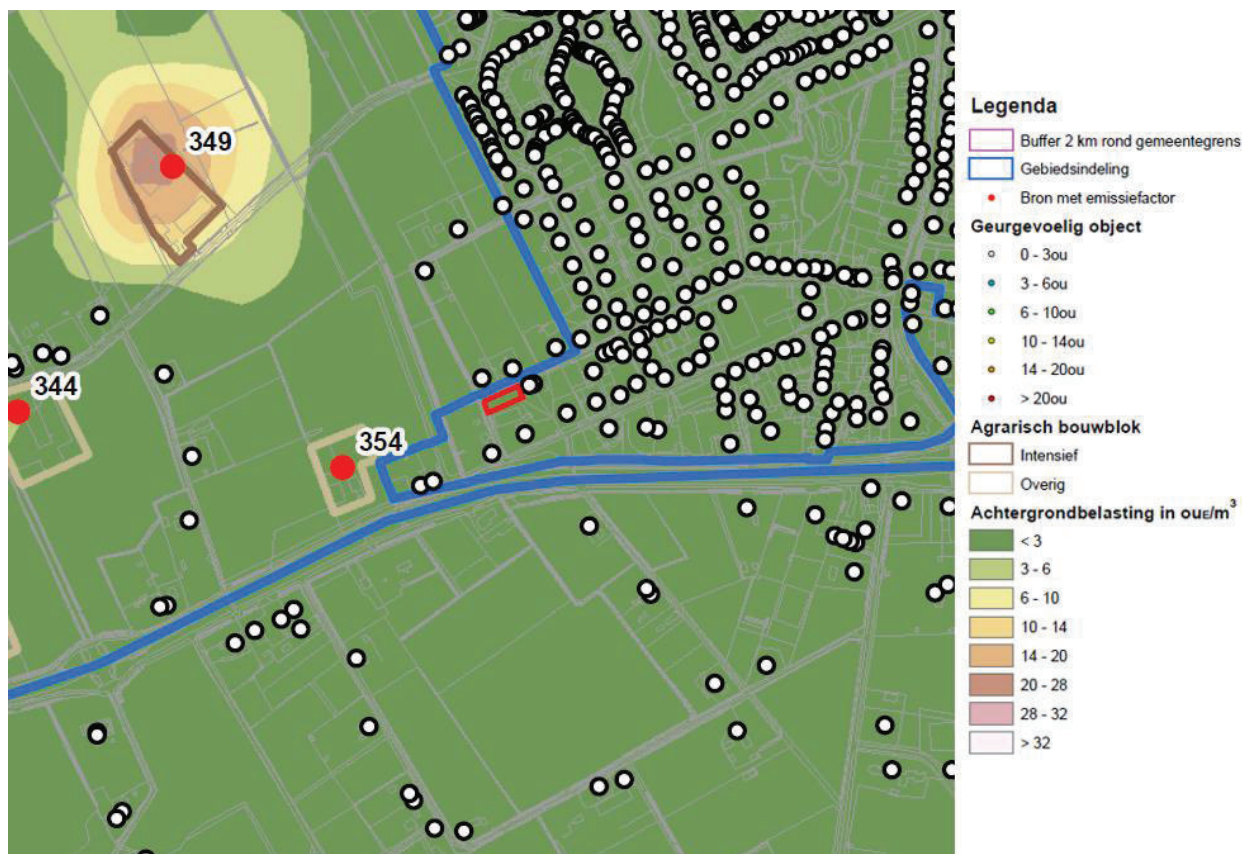 349
344
354
Legenda
Buffer 2 km rond gemeentegrens
Gebiedsindeling
Bron met emissiefactor
Geurgevoelig object
0 - 3ou
3 - 6ou
6 - 10ou
10 - 14ou
14 - 20ou
> 20ou
Agrarisch bouwblok
Intensief
Overig
Achtergrondbelasting in ouᴇ/m³
< 3
3 - 6
6 - 10
10 - 14
14 - 20
20 - 28
28 - 32
> 32